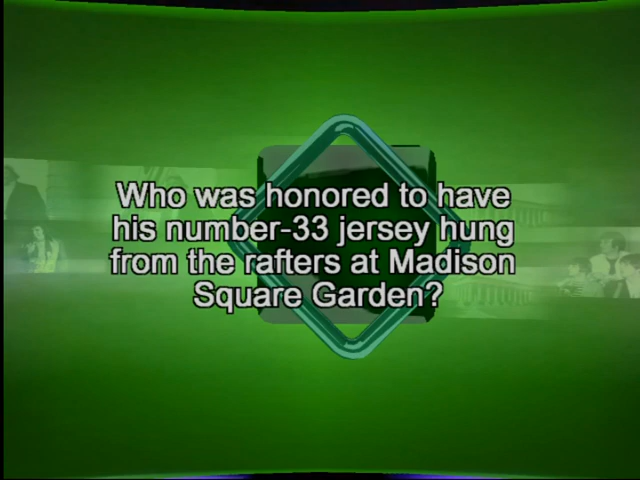 Who was honored to have
his number-33 jersey hung
from the rafters at Madison
Square Garden?